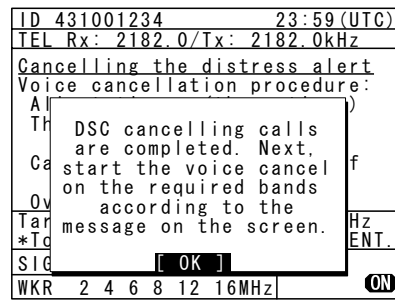 ID 431001234 23:59(UTC)
TEL Rx: 2182.0/Tx: 2182.0kHz
Cancelling the distress alert
Voice cancellation procedure:
DSC cancelling calls
are completed. Next,
start the voice cancel
on the required bands
according to the
message on the screen.
[ OK ]
Hz
ENT.
WKR 2 4 6 8 12 16MHz
ON